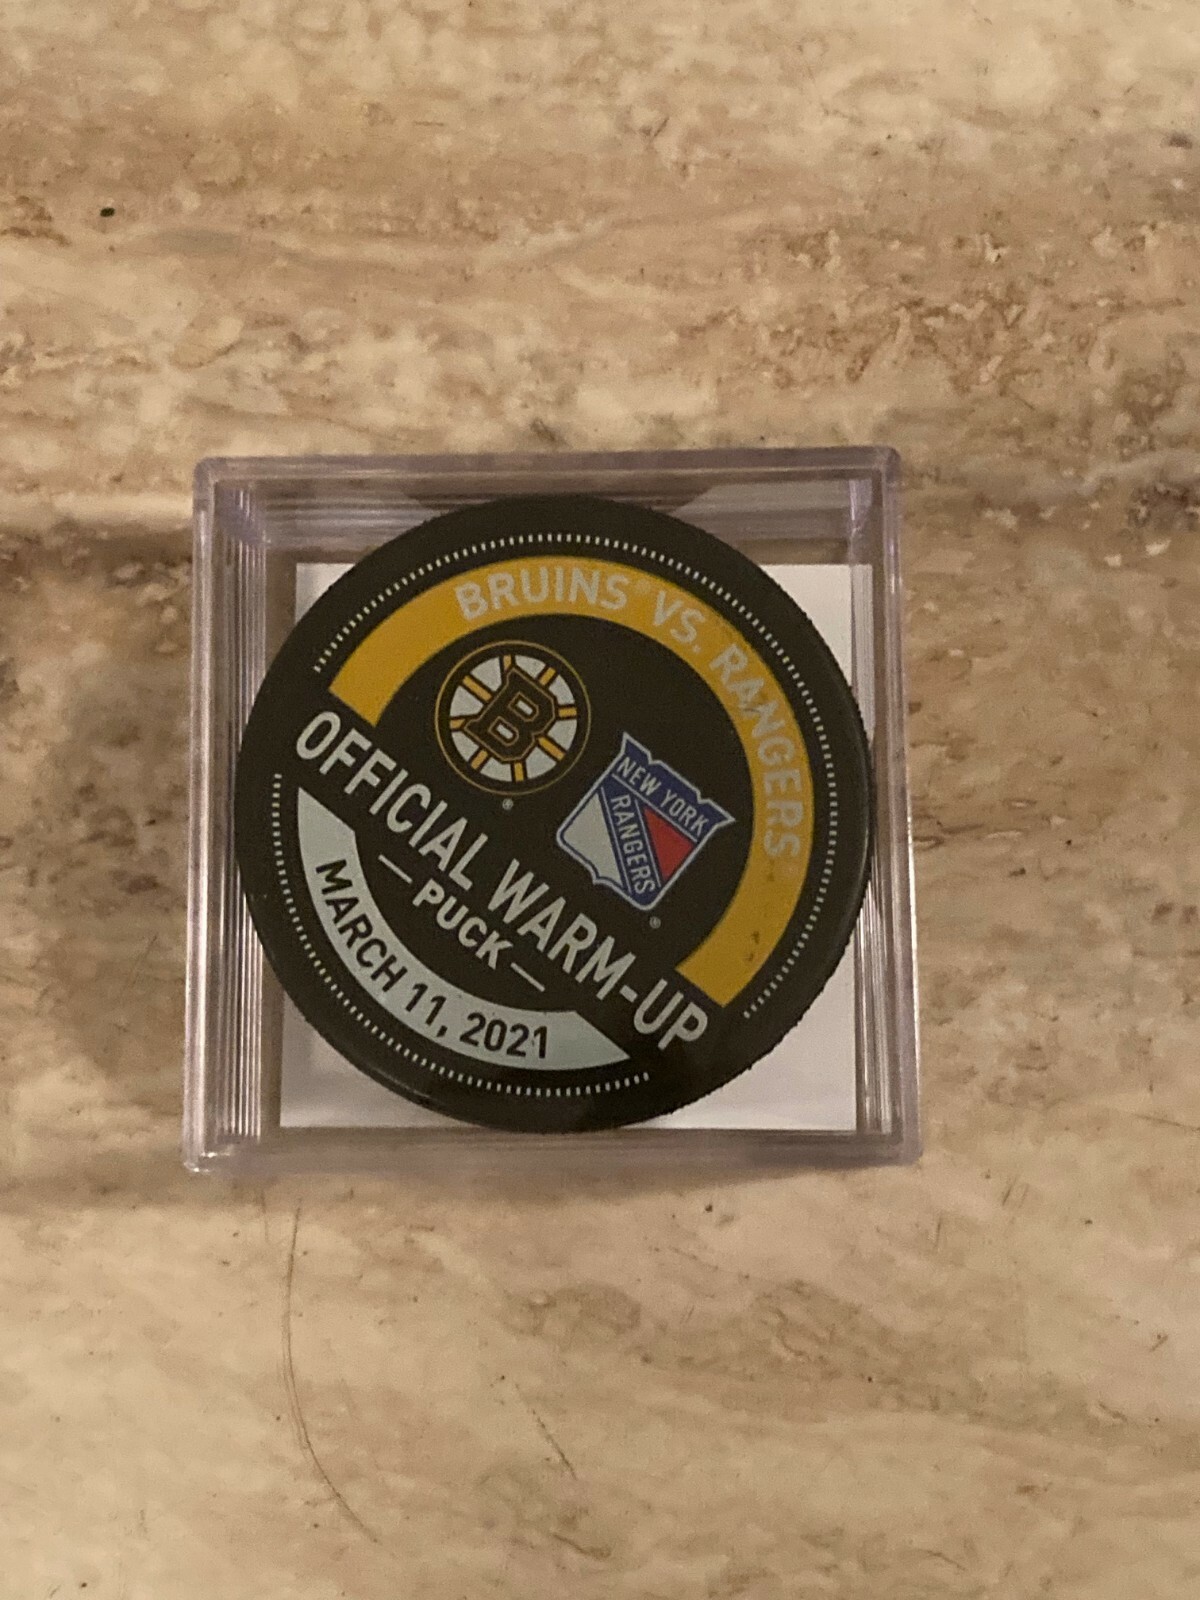 BRUINS® VS. RANGERS
B
®
NEW YORK
RANGERS
®
OFFICIAL WARM-UP
— PUCK —
MARCH 11, 2021